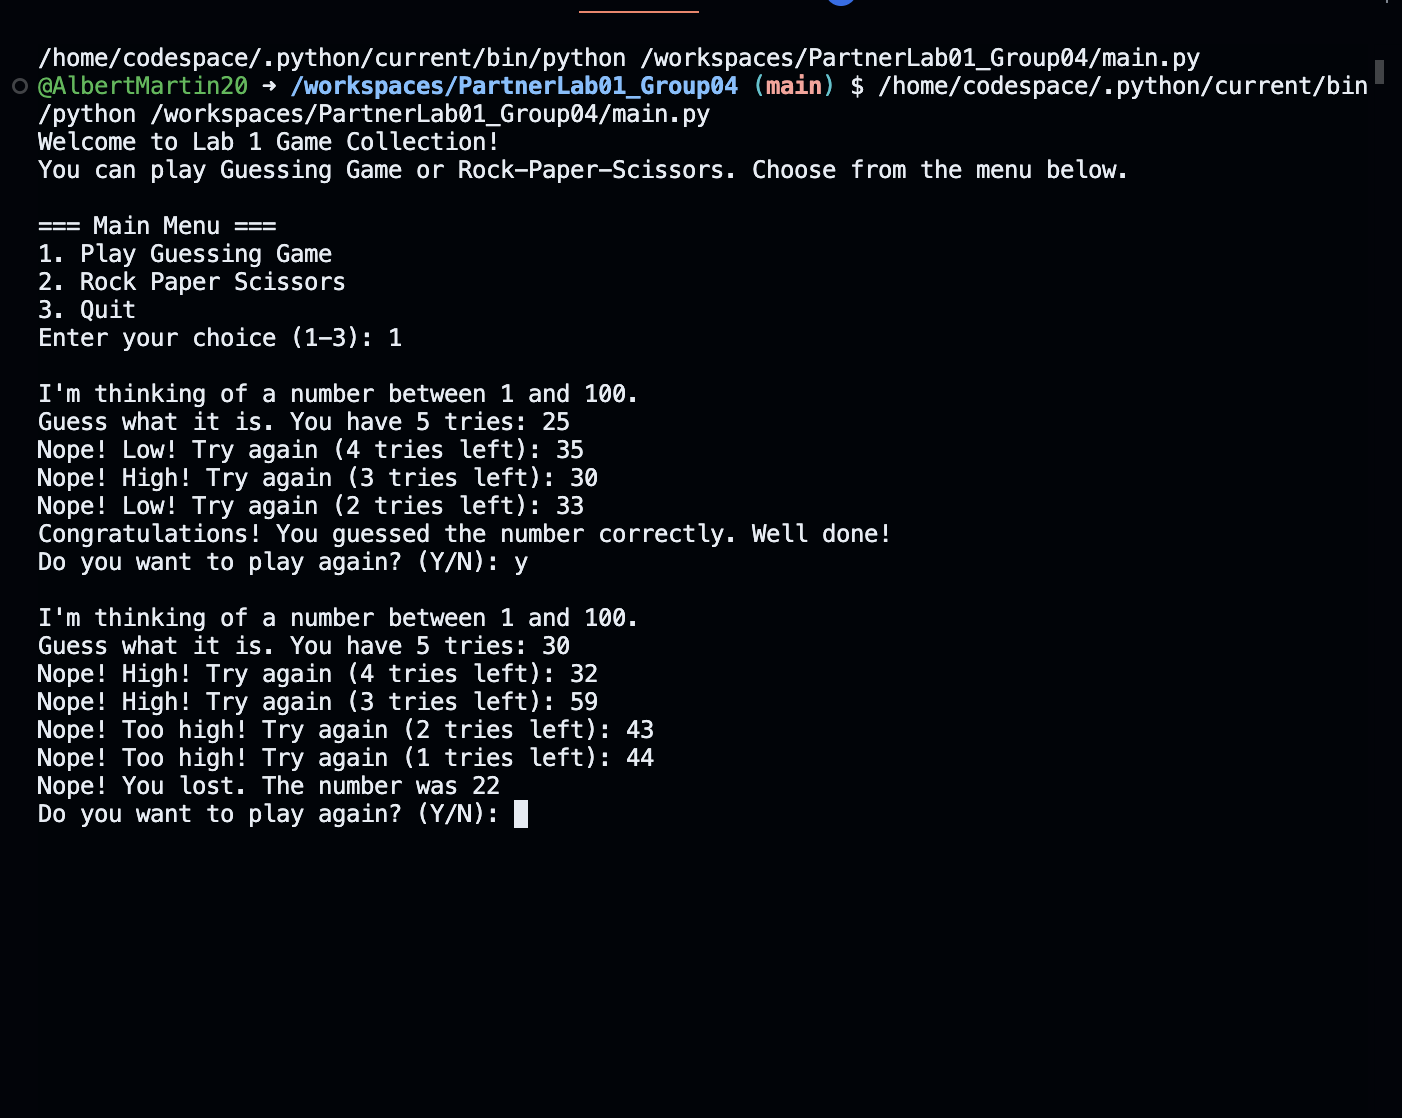 /home/codespace/.python/current/bin/python /workspaces/PartnerLab01_Group04/main.py
@AlbertMartin20 ➜ /workspaces/PartnerLab01_Group04 (main) $ /home/codespace/.python/current/bin
/python /workspaces/PartnerLab01_Group04/main.py
Welcome to Lab 1 Game Collection!
You can play Guessing Game or Rock-Paper-Scissors. Choose from the menu below.
=== Main Menu ===
1. Play Guessing Game
2. Rock Paper Scissors
3. Quit
Enter your choice (1-3): 1
I'm thinking of a number between 1 and 100.
Guess what it is. You have 5 tries: 25
Nope! Low! Try again (4 tries left): 35
Nope! High! Try again (3 tries left): 30
Nope! Low! Try again (2 tries left): 33
Congratulations! You guessed the number correctly. Well done!
Do you want to play again? (Y/N): y
I'm thinking of a number between 1 and 100.
Guess what it is. You have 5 tries: 30
Nope! High! Try again (4 tries left): 32
Nope! High! Try again (3 tries left): 59
Nope! Too high! Try again (2 tries left): 43
Nope! Too high! Try again (1 tries left): 44
Nope! You lost. The number was 22
Do you want to play again? (Y/N):